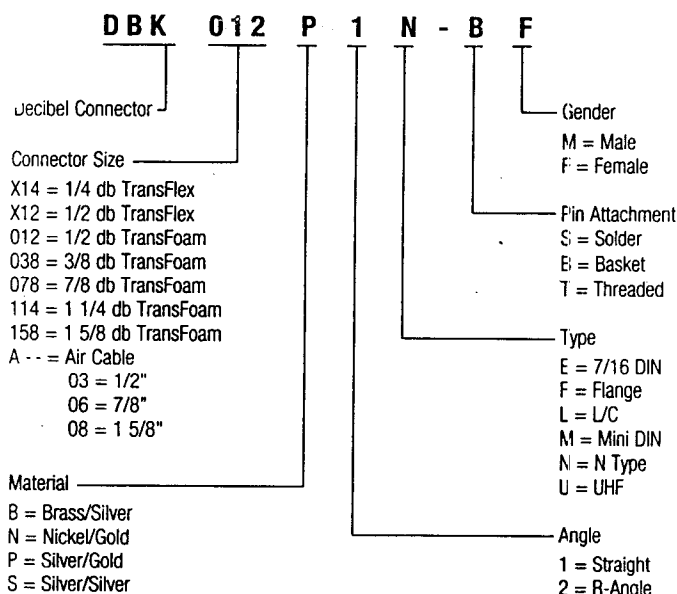 DBK 012 P 1 N - B F
Decibel Connector
Connector Size
X14 = 1/4 db TransFlex
X12 = 1/2 db TransFlex
012 = 1/2 db TransFoam
038 = 3/8 db TransFoam
078 = 7/8 db TransFoam
114 = 1 1/4 db TransFoam
158 = 1 5/8 db TransFoam
A - - = Air Cable
03 = 1/2"
06 = 7/8"
08 = 1 5/8"
Material
B = Brass/Silver
N = Nickel/Gold
P = Silver/Gold
S = Silver/Silver
Gender
M = Male
F = Female
Pin Attachment
S = Solder
B = Basket
T = Threaded
Type
E = 7/16 DIN
F = Flange
L = L/C
M = Mini DIN
N = N Type
U = UHF
Angle
1 = Straight
2 = R-Angle